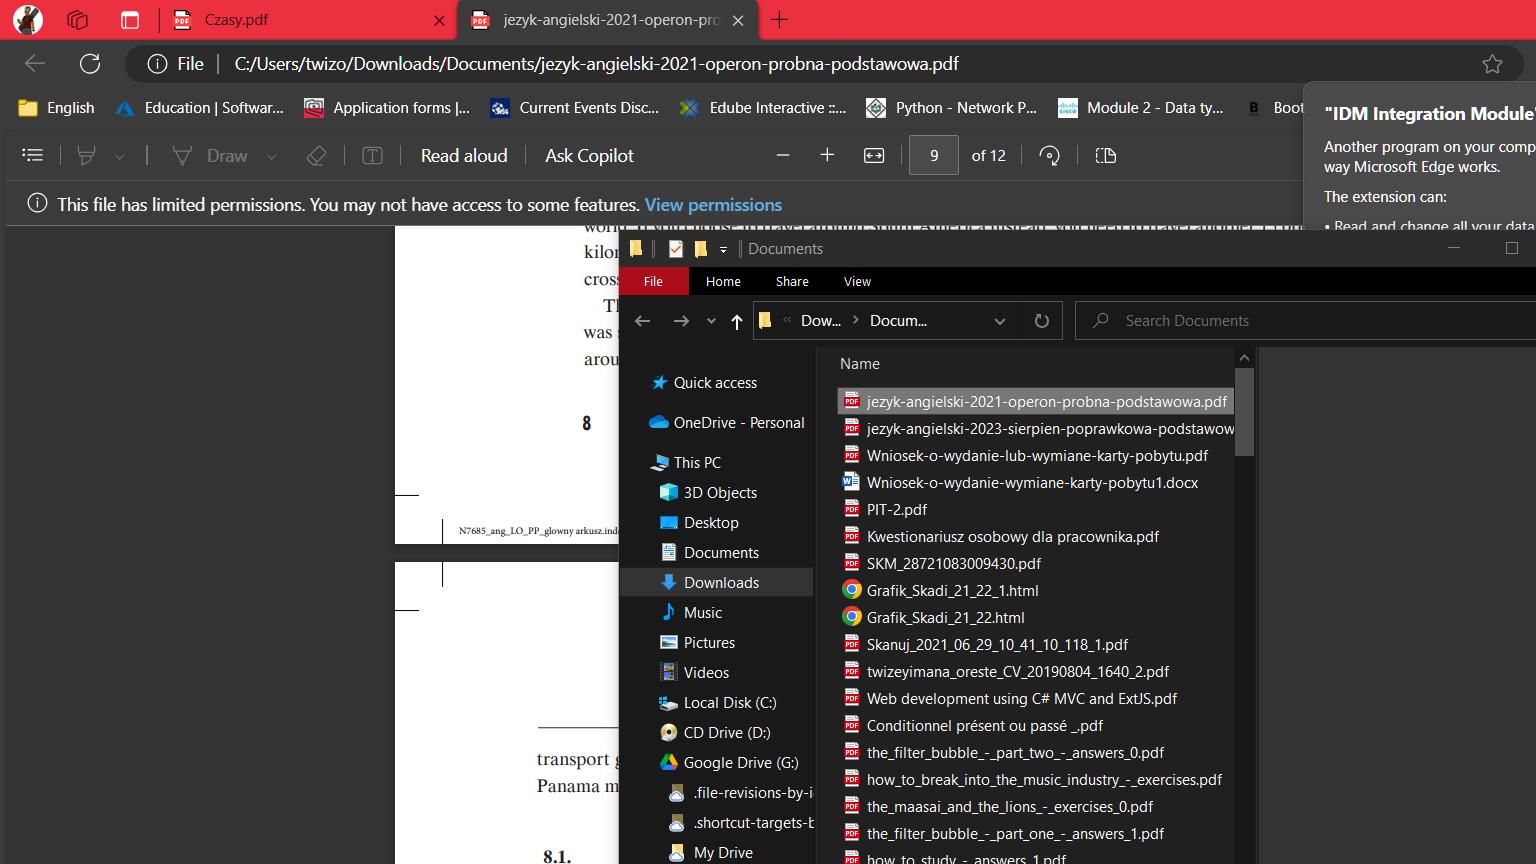 Czasy.pdf
jezyk-angielski-2021-operon-pro
File
C:/Users/twizo/Downloads/Documents/jezyk-angielski-2021-operon-probna-podstawowa.pdf
English
Education | Softwar...
Application forms |...
Current Events Disc...
Edube Interactive ::...
Python - Network P...
Module 2 - Data ty...
Boot
"IDM Integration Module"
Another program on your comp
way Microsoft Edge works.
The extension can:
• Read and change all your data
Draw
Read aloud
Ask Copilot
9 of 12
This file has limited permissions. You may not have access to some features. View permissions
kilor
cross
Th
was s
arou
8
N7685_ang_LO_PP_glowny arkusz.inde
transport g
Panama m
8.1.
Documents
File Home Share View
Dow... Docum...
Search Documents
Quick access
OneDrive - Personal
This PC
3D Objects
Desktop
Documents
Downloads
Music
Pictures
Videos
Local Disk (C:)
CD Drive (D:)
Google Drive (G:)
.file-revisions-by-i
.shortcut-targets-b
My Drive
Name
jezyk-angielski-2021-operon-probna-podstawowa.pdf
jezyk-angielski-2023-sierpien-poprawkowa-podstawow
Wniosek-o-wydanie-lub-wymiane-karty-pobytu.pdf
Wniosek-o-wydanie-wymiane-karty-pobytu1.docx
PIT-2.pdf
Kwestionariusz osobowy dla pracownika.pdf
SKM_28721083009430.pdf
Grafik_Skadi_21_22_1.html
Grafik_Skadi_21_22.html
Skanuj_2021_06_29_10_41_10_118_1.pdf
twizeyimana_oreste_CV_20190804_1640_2.pdf
Web development using C# MVC and ExtJS.pdf
Conditionnel présent ou passé _.pdf
the_filter_bubble_-_part_two_-_answers_0.pdf
how_to_break_into_the_music_industry_-_exercises.pdf
the_maasai_and_the_lions_-_exercises_0.pdf
the_filter_bubble_-_part_one_-_answers_1.pdf
how_to_study_-_answers_1.pdf